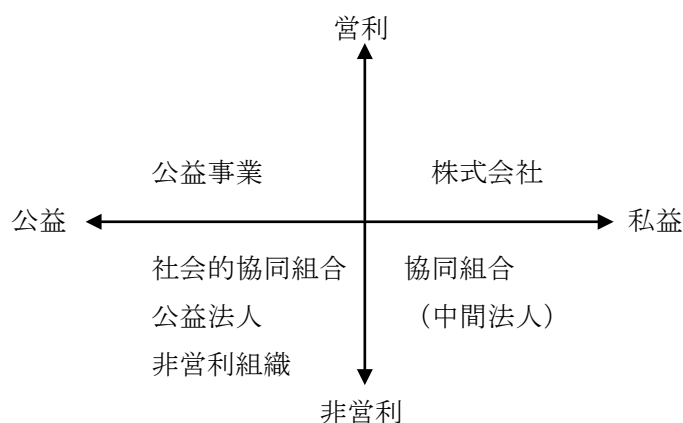 営利
公益事業
株式会社
公益
私益
社会的協同組合
協同組合
公益法人
（中間法人）
非営利組織
非営利